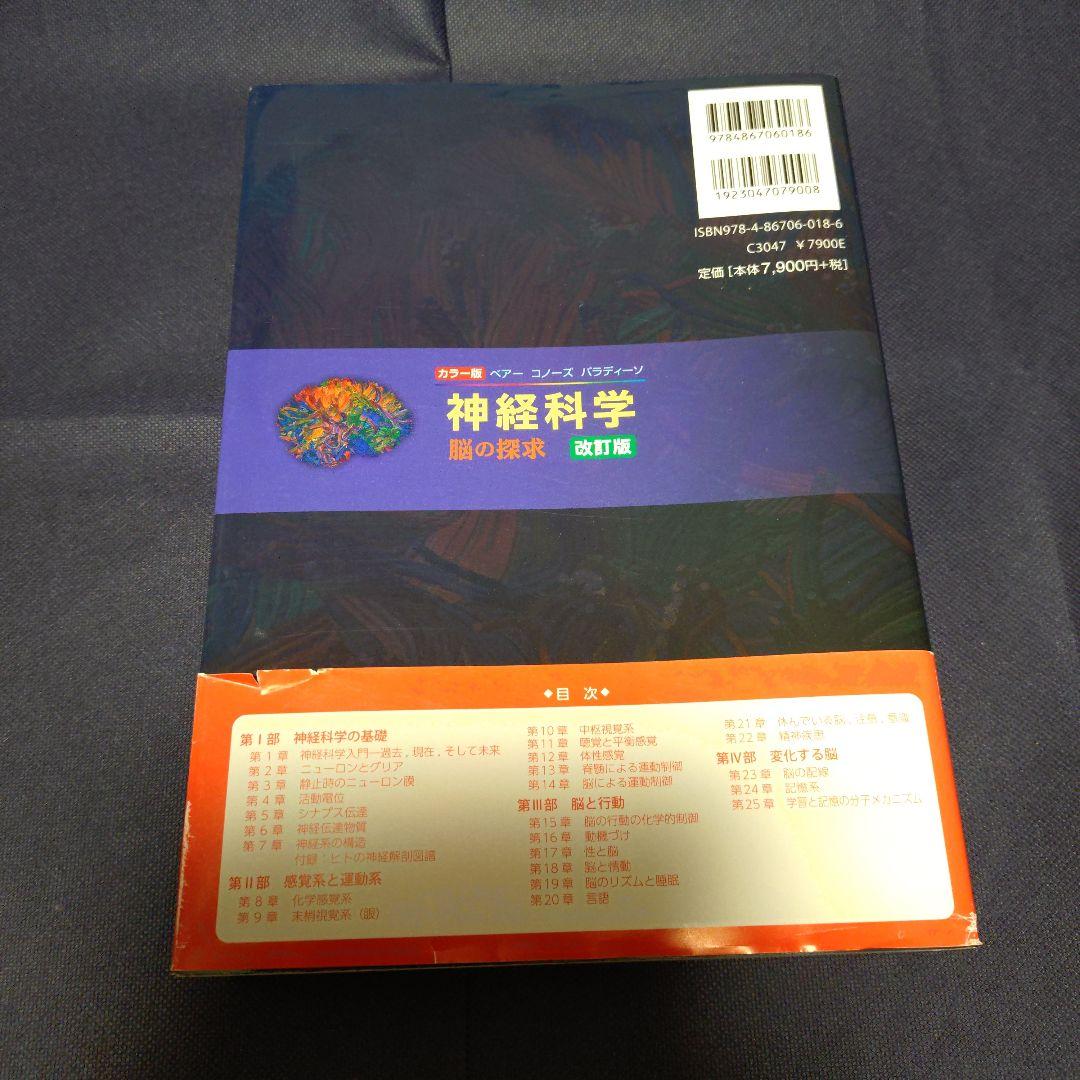 9784867060186
1923047079008
ISBN978-4-86706-018-6
C3047 ¥7900E
定価[本体7,900円+税]
カラー版 ベアー コノーズ パラディーソ
神経科学
脳の探求 改訂版
◆目 次◆
第Ⅰ部 神経科学の基礎
第1章 神経科学入門―過去,現在,そして未来
第2章 ニューロンとグリア
第3章 静止時のニューロン膜
第4章 活動電位
第5章 シナプス伝達
第6章 神経伝達物質
第7章 神経系の構造
付録:ヒトの神経解剖図譜
第Ⅱ部 感覚系と運動系
第8章 化学感覚系
第9章 末梢視覚系(眼)
第10章 中枢視覚系
第11章 聴覚と平衡感覚
第12章 体性感覚
第13章 脊髄による運動制御
第14章 脳による運動制御
第Ⅲ部 脳と行動
第15章 脳の行動の化学的制御
第16章 動機づけ
第17章 性と脳
第18章 脳と情動
第19章 脳のリズムと睡眠
第20章 言語
第21章 休んでいる脳,注意,意識
第22章 精神疾患
第Ⅳ部 変化する脳
第23章 脳の配線
第24章 記憶系
第25章 学習と記憶の分子メカニズム